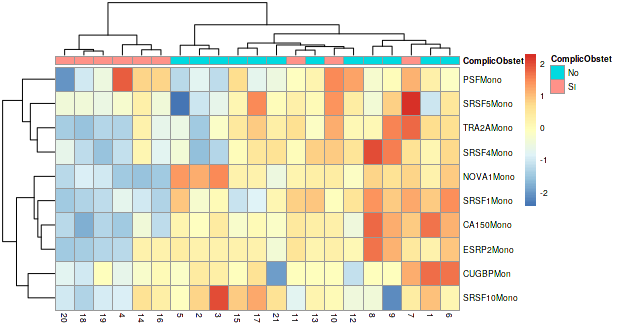 ComplicObstet
PSFMono
SRSF5Mono
TRA2AMono
SRSF4Mono
NOVA1Mono
SRSF1Mono
CA150Mono
ESRP2Mono
CUGBPMon
SRSF10Mono
20 18 19 4 14 16 5 2 3 15 17 21 11 13 10 12 8 9 7 1 6
2
1
0
-1
-2
ComplicObstet
No
SI